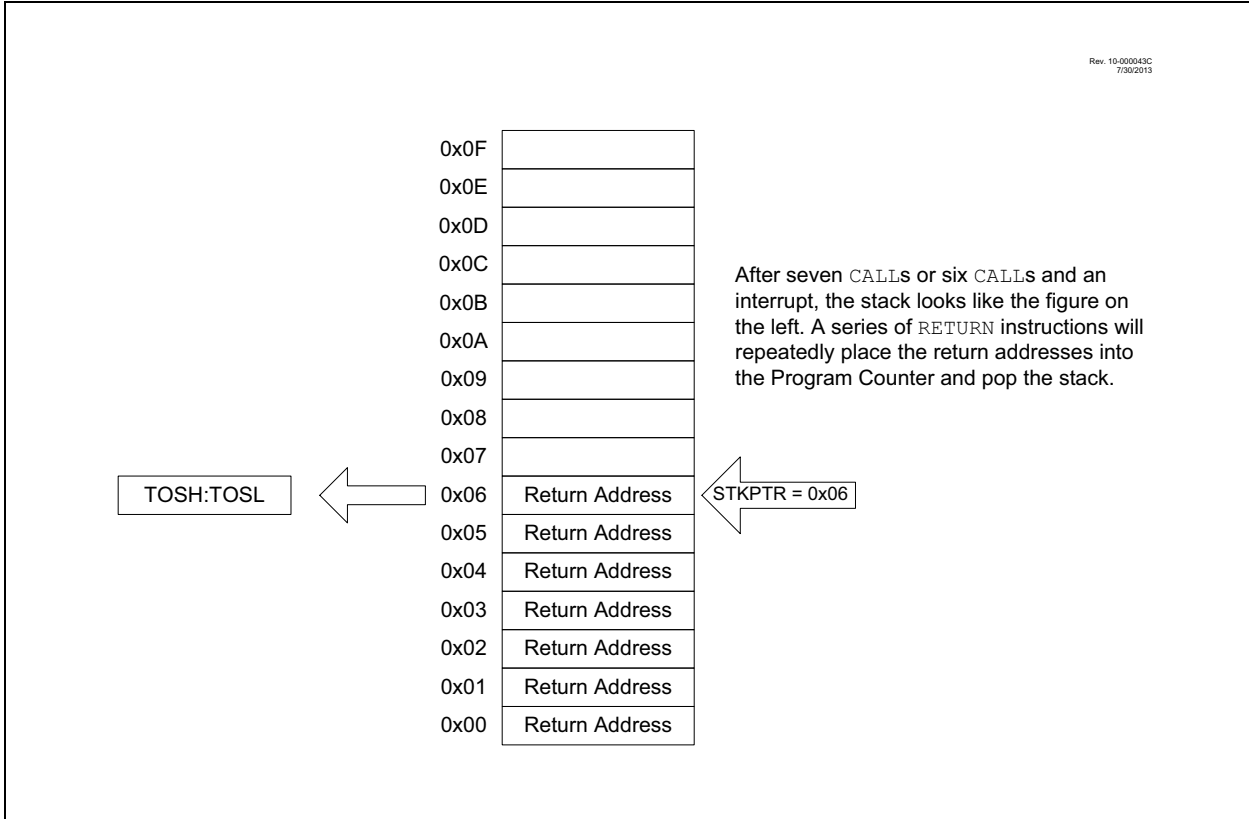 Rev. 10-000043C
7/30/2013
0x0F
0x0E
0x0D
0x0C
0x0B
0x0A
0x09
0x08
0x07
After seven CALLs or six CALLs and an
interrupt, the stack looks like the figure on
the left. A series of RETURN instructions will
repeatedly place the return addresses into
the Program Counter and pop the stack.
TOSH:TOSL
0x06 Return Address
STKPTR = 0x06
0x05 Return Address
0x04 Return Address
0x03 Return Address
0x02 Return Address
0x01 Return Address
0x00 Return Address